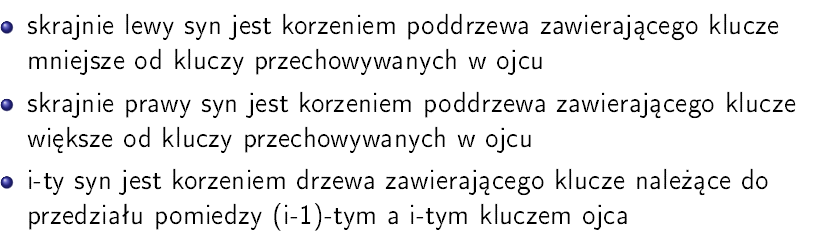 skrajnie lewy syn jest korzeniem poddrzewa zawierającego klucze
mniejsze od kluczy przechowywanych w ojcu
skrajnie prawy syn jest korzeniem poddrzewa zawierającego klucze
większe od kluczy przechowywanych w ojcu
i-ty syn jest korzeniem drzewa zawierającego klucze należące do
przedziału pomiedzy (i-1)-tym a i-tym kluczem ojca